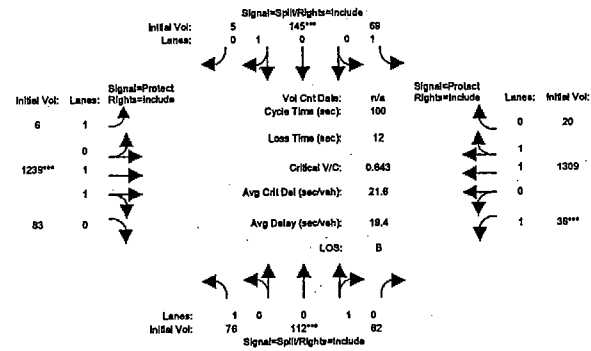 Signal=Split/Rights=Include
Initial Vol: 5 145*** 69
Lanes: 0 1 0 0 1
Signal=Protect
Initial Vol: Lanes: Rights=Include
Vol Cnt Date: n/a
Signal=Protect
Rights=Include Lanes: Initial Vol:
Cycle Time (sec): 100
6 1
0 20
0
Loss Time (sec): 12
1
1239*** 1
Critical V/C: 0.643
1 1309
1
Avg Crit Del (sec/veh): 21.6
0
83 0
Avg Delay (sec/veh): 19.4
1 36***
LOS: B
Lanes: 1 0 0 1 0
Initial Vol: 76 112*** 62
Signal=Split/Rights=Include